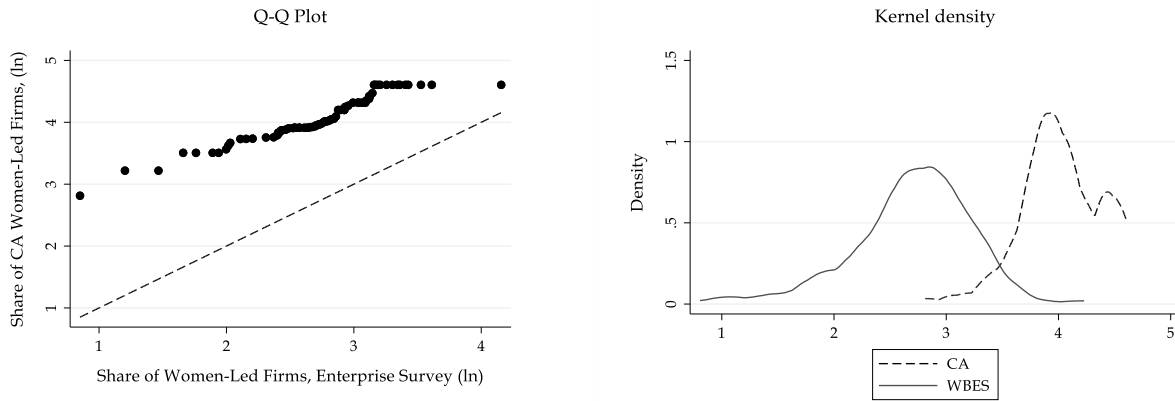 Q-Q Plot
Share of CA Women-Led Firms, (ln)
5
4
3
2
1
1 2 3 4
Share of Women-Led Firms, Enterprise Survey (ln)
Kernel density
Density
1.5
1
.5
0
1 2 3 4 5
CA
WBES